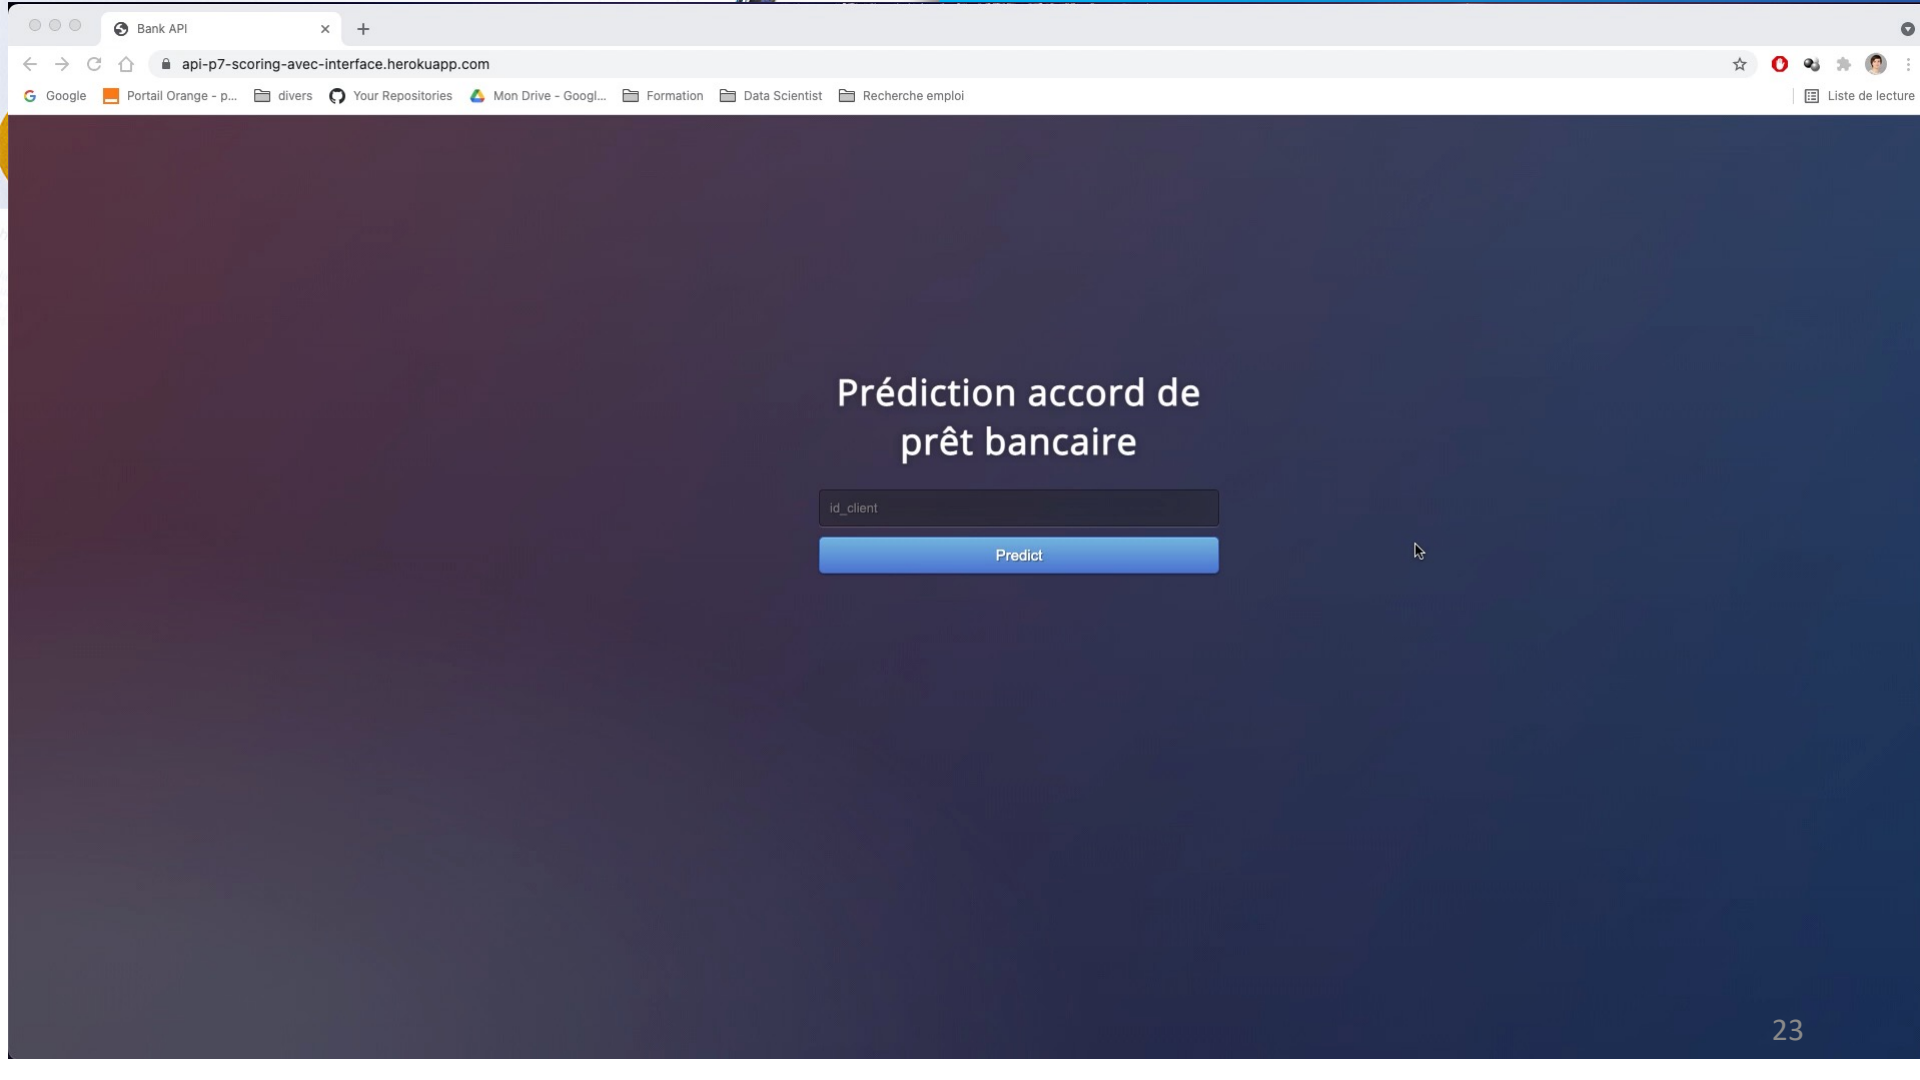 Bank API
api-p7-scoring-avec-interface.herokuapp.com
Google Portail Orange - p... divers Your Repositories Mon Drive - Googl... Formation Data Scientist Recherche emploi Liste de lecture
Prédiction accord de
prêt bancaire
id_client
Predict
23